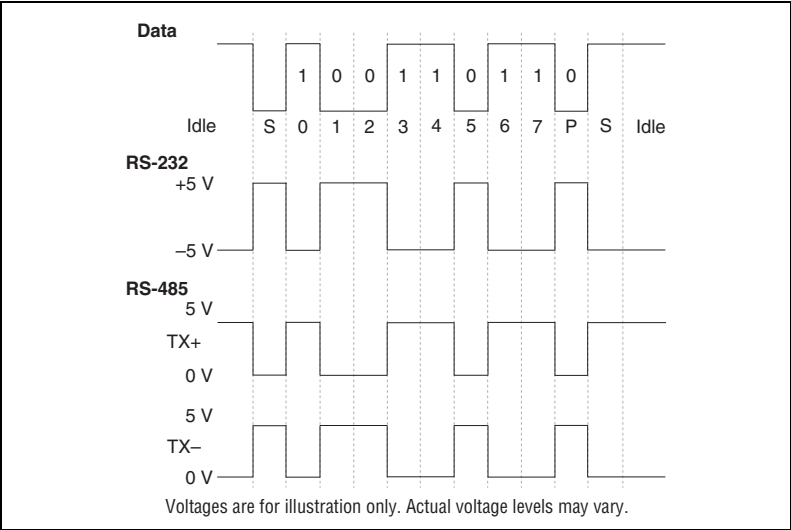 Data
1 0 0 1 1 0 1 1 0
Idle S 0 1 2 3 4 5 6 7 P S Idle
RS-232
+5 V
–5 V
RS-485
5 V
TX+
0 V
5 V
TX–
0 V
Voltages are for illustration only. Actual voltage levels may vary.